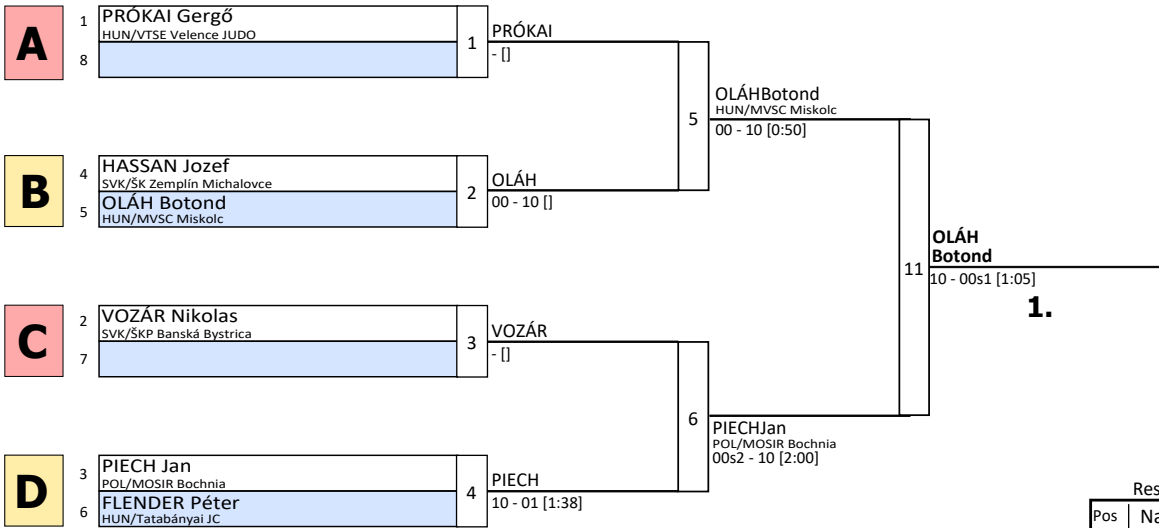 A
1
PRÓKAI Gergő
HUN/VTSE Velence JUDO
8
1
PRÓKAI
- []
5
OLÁHBotond
HUN/MVSC Miskolc
00 - 10 [0:50]
B
4
HASSAN Jozef
SVK/ŠK Zemplín Michalovce
5
OLÁH Botond
HUN/MVSC Miskolc
2
OLÁH
00 - 10 []
11
OLÁH
Botond
10 - 00s1 [1:05]
1.
C
2
VOZÁR Nikolas
SVK/ŠKP Banská Bystrica
7
3
VOZÁR
- []
6
PIECHJan
POL/MOSIR Bochnia
00s2 - 10 [2:00]
D
3
PIECH Jan
POL/MOSIR Bochnia
6
FLENDER Péter
HUN/Tatabányai JC
4
PIECH
10 - 01 [1:38]
Res
Pos Na